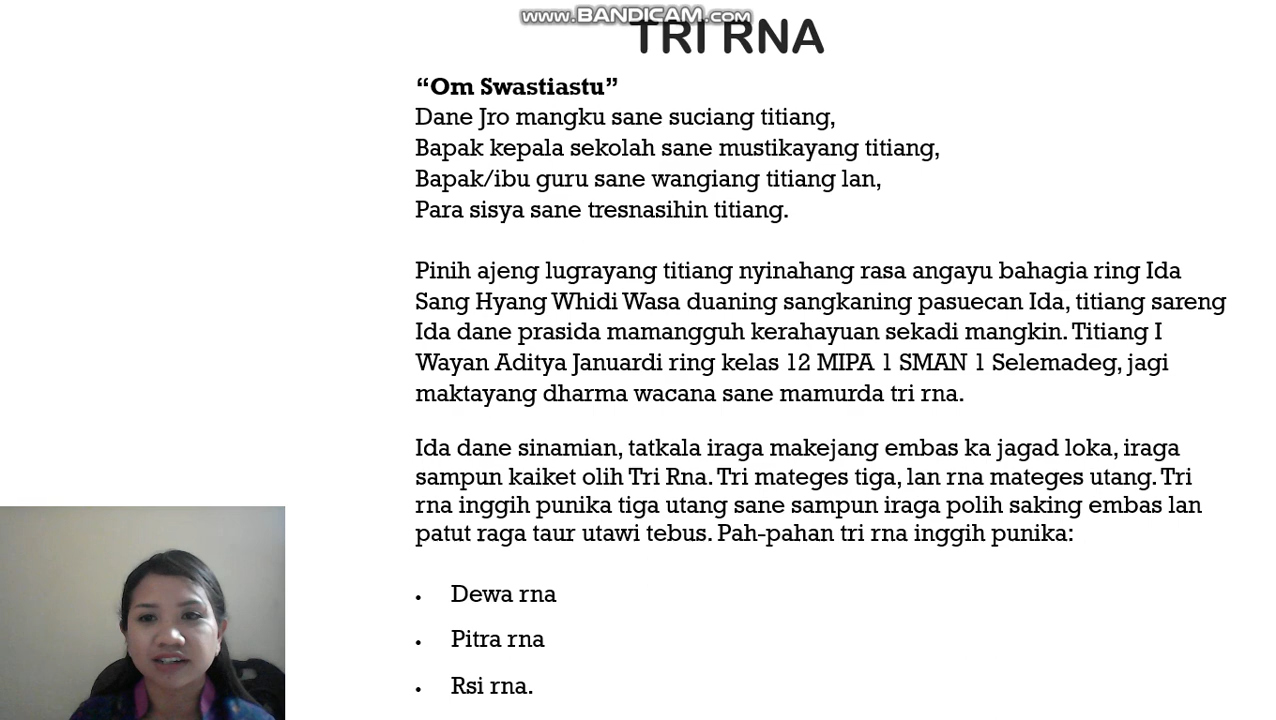 www.BANDICAM.com
TRI RNA
“Om Swastiastu”
Dane Jro mangku sane suciang titiang,
Bapak kepala sekolah sane mustikayang titiang,
Bapak/ibu guru sane wangiang titiang lan,
Para sisya sane tresnasihin titiang.
Pinih ajeng lugrayang titiang nyinahang rasa angayu bahagia ring Ida
Sang Hyang Whidi Wasa duaning sangkaning pasuecan Ida, titiang sareng
Ida dane prasida mamangguh kerahayuan sekadi mangkin. Titiang I
Wayan Aditya Januardi ring kelas 12 MIPA 1 SMAN 1 Selemadeg, jagi
maktayang dharma wacana sane mamurda tri rna.
Ida dane sinamian, tatkala iraga makejang embas ka jagad loka, iraga
sampun kaiket olih Tri Rna. Tri mateges tiga, lan rna mateges utang. Tri
rna inggih punika tiga utang sane sampun iraga polih saking embas lan
patut raga taur utawi tebus. Pah-pahan tri rna inggih punika:
• Dewa rna
• Pitra rna
• Rsi rna.